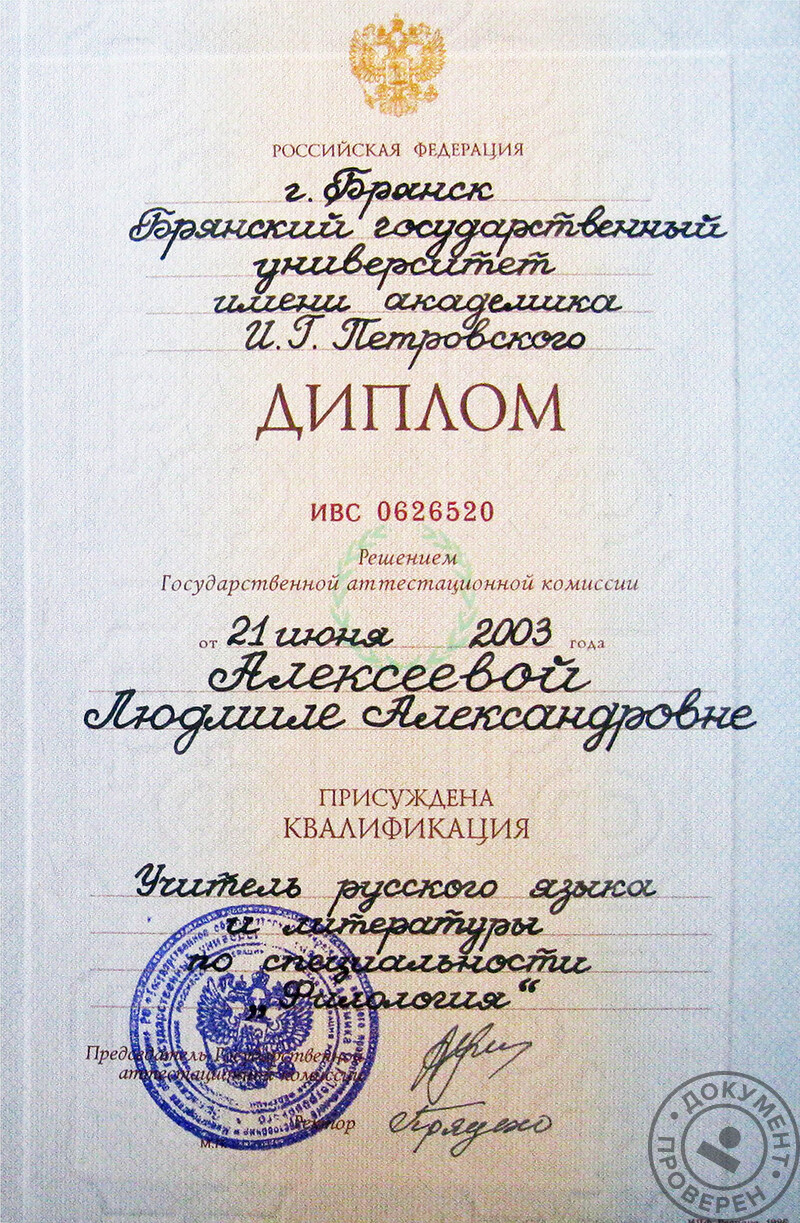 РОССИЙСКАЯ ФЕДЕРАЦИЯ
г. Брянск
Брянский государственный
университет
имени академика
И.Г. Петровского
ДИПЛОМ
ИВС 0626520
Решением
Государственной аттестационной комиссии
от 21 июня 2003 года
Алексеевой
Людмиле Александровне
ПРИСУЖДЕНА
КВАЛИФИКАЦИЯ
Учитель русского языка
и литературы
по специальности
„Филология“
Председатель Государственной
аттестационной комиссии
Ректор
М.П.
ДОКУМЕНТ
ПРОВЕРЕН